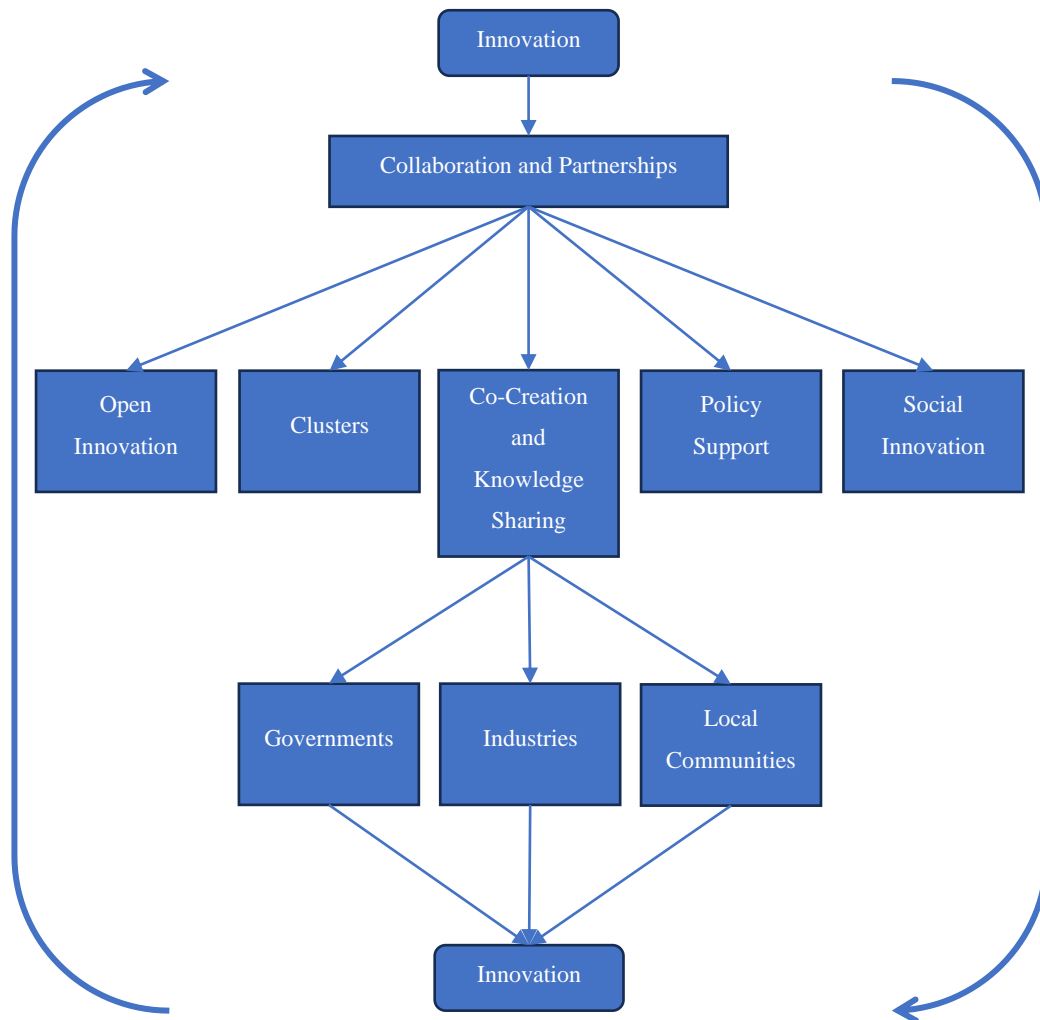 Innovation
Collaboration and Partnerships
Open
Innovation
Clusters
Co-Creation
and
Knowledge
Sharing
Policy
Support
Social
Innovation
Governments
Industries
Local
Communities
Innovation